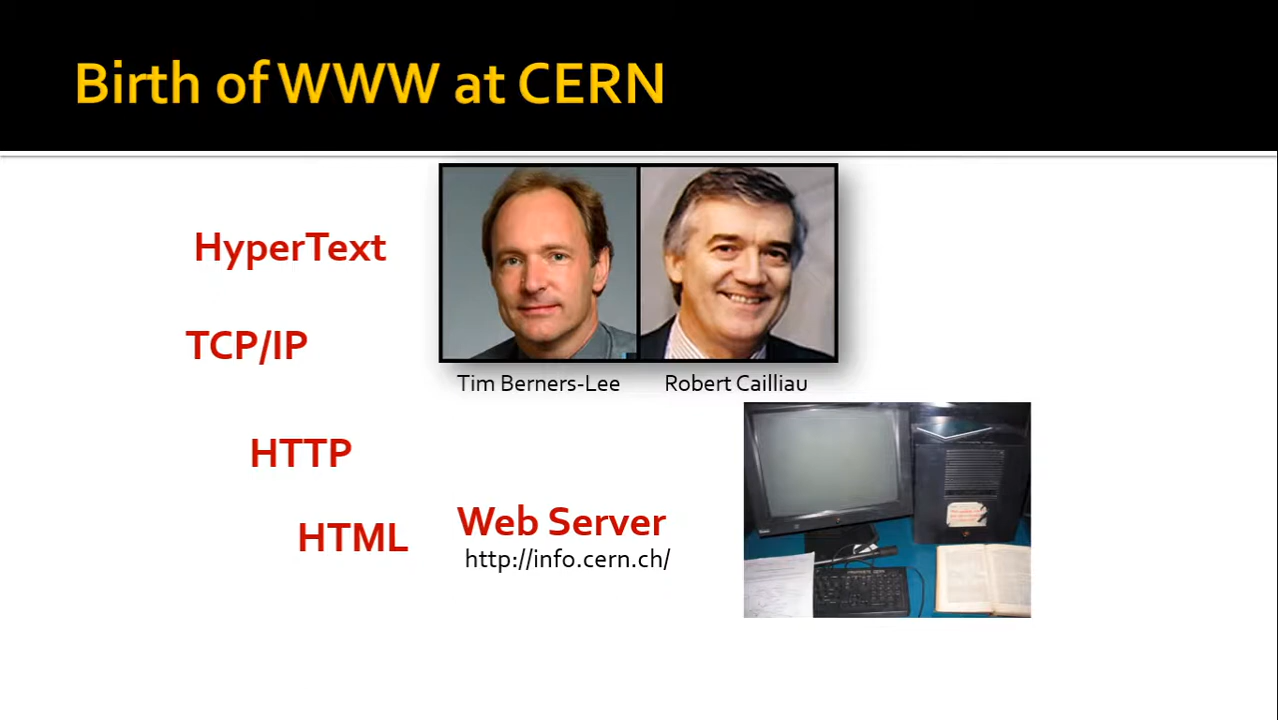 Birth of WWW at CERN
HyperText
TCP/IP
Tim Berners-Lee
Robert Cailliau
HTTP
HTML
Web Server
http://info.cern.ch/